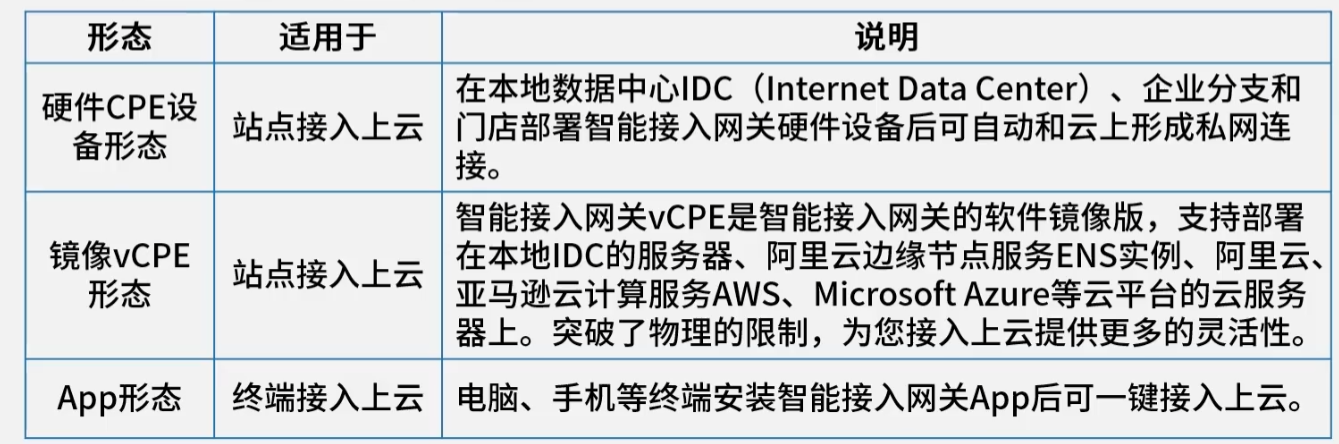 形态 适用于 说明
硬件CPE设
备形态
站点接入上云
在本地数据中心IDC（Internet Data Center）、企业分支和
门店部署智能接入网关硬件设备后可自动和云上形成私网连
接。
镜像vCPE
形态
站点接入上云
智能接入网关vCPE是智能接入网关的软件镜像版，支持部署
在本地IDC的服务器、阿里云边缘节点服务ENS实例、阿里云、
亚马逊云计算服务AWS、Microsoft Azure等云平台的云服务
器上。突破了物理的限制，为您接入上云提供更多的灵活性。
App形态
终端接入上云
电脑、手机等终端安装智能接入网关App后可一键接入上云。